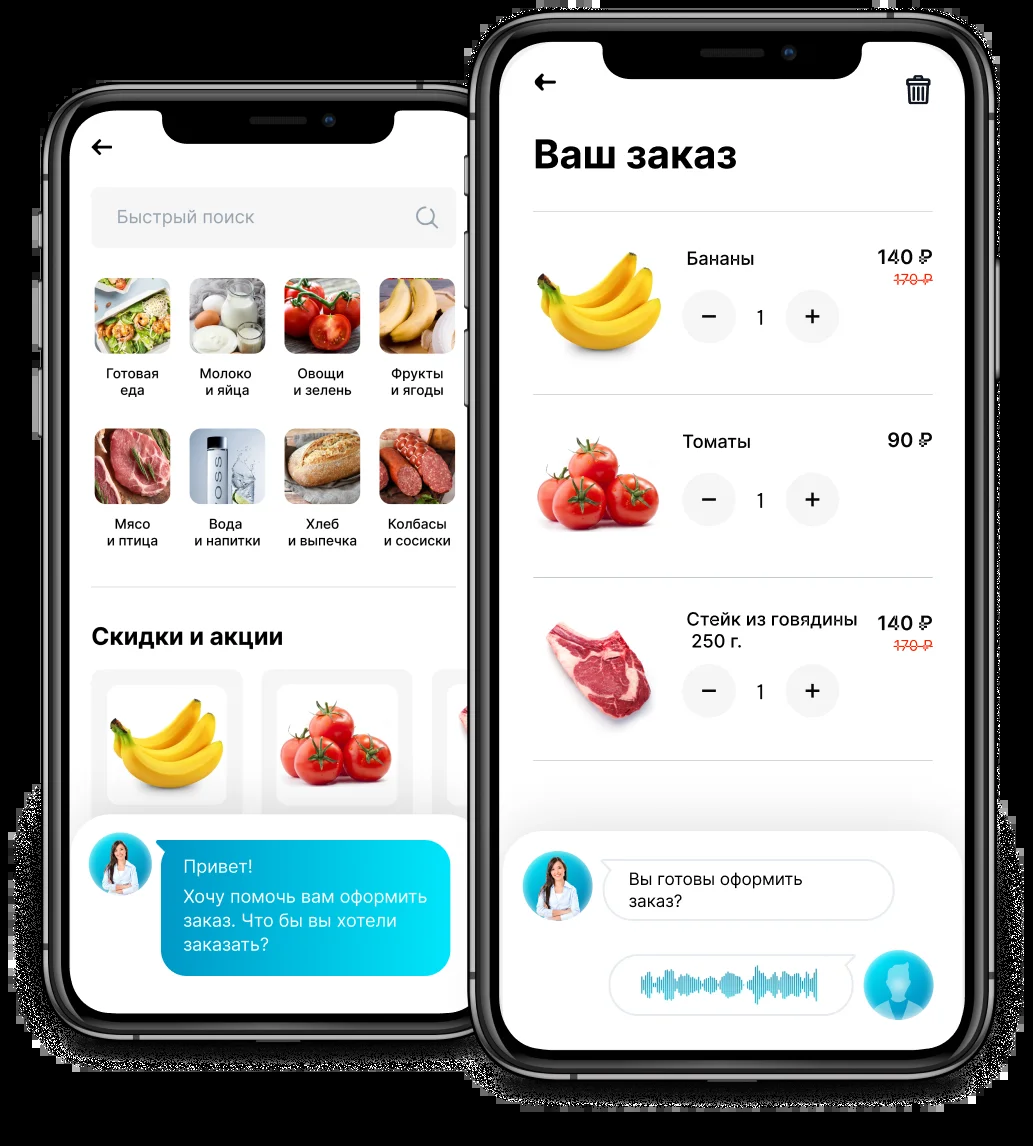 Быстрый поиск
Готовая
еда
Молоко
и яйца
Овощи
и зелень
Фрукты
и ягоды
Мясо
и птица
Вода
и напитки
Хлеб
и выпечка
Колбасы
и сосиски
Скидки и акции
Привет!
Хочу помочь вам оформить
заказ. Что бы вы хотели
заказать?
Ваш заказ
Бананы
140 ₽
170 ₽
− 1 +
Томаты
90 ₽
− 1 +
Стейк из говядины
250 г.
140 ₽
170 ₽
− 1 +
Вы готовы оформить
заказ?